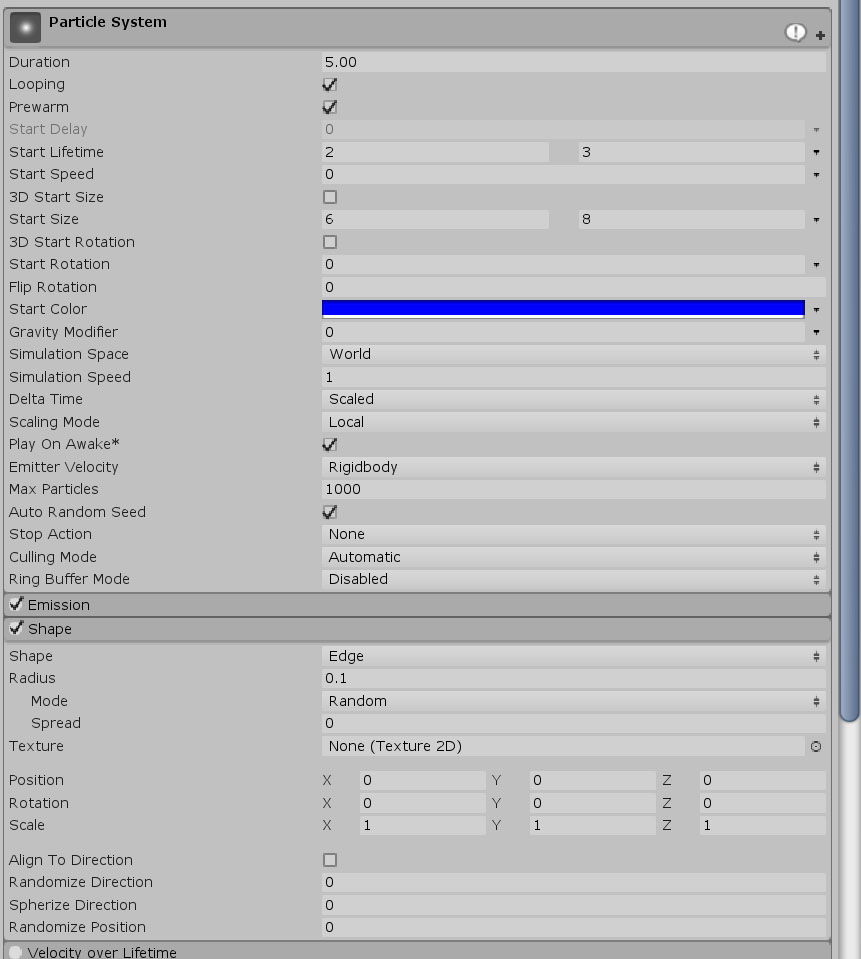 Particle System
Duration 5.00
Looping
Prewarm
Start Delay 0
Start Lifetime 2 3
Start Speed 0
3D Start Size
Start Size 6 8
3D Start Rotation
Start Rotation 0
Flip Rotation 0
Start Color
Gravity Modifier 0
Simulation Space World
Simulation Speed 1
Delta Time Scaled
Scaling Mode Local
Play On Awake*
Emitter Velocity Rigidbody
Max Particles 1000
Auto Random Seed
Stop Action None
Culling Mode Automatic
Ring Buffer Mode Disabled
Emission
Shape
Shape Edge
Radius 0.1
Mode Random
Spread 0
Texture None (Texture 2D)
Position X 0 Y 0 Z 0
Rotation X 0 Y 0 Z 0
Scale X 1 Y 1 Z 1
Align To Direction
Randomize Direction 0
Spherize Direction 0
Randomize Position 0
Velocity over Lifetime